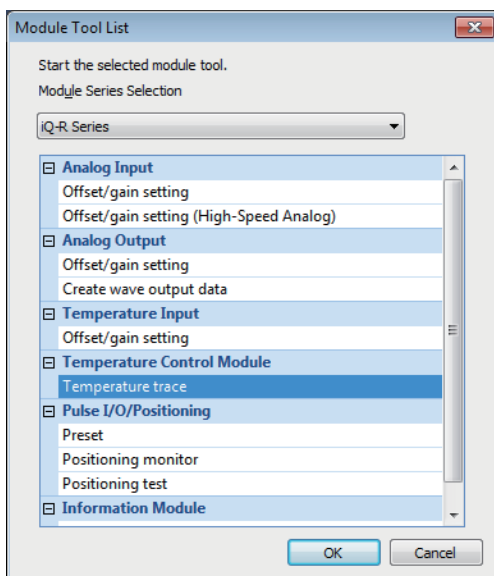 Module Tool List
Start the selected module tool.
Module Series Selection
iQ-R Series
Analog Input
Offset/gain setting
Offset/gain setting (High-Speed Analog)
Analog Output
Offset/gain setting
Create wave output data
Temperature Input
Offset/gain setting
Temperature Control Module
Temperature trace
Pulse I/O/Positioning
Preset
Positioning monitor
Positioning test
Information Module
OK Cancel